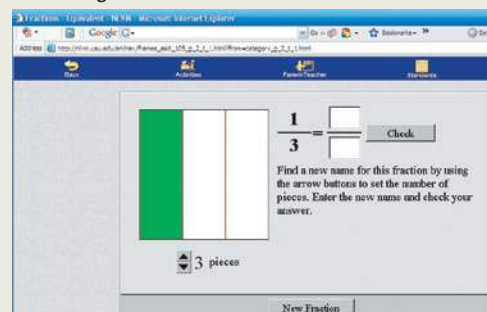 Fractions - Equivalent - NLVM - Microsoft Internet Explorer
Google G
Bookmarks
Address
Back
Activities
Parent/Teacher
Standards
1
3
=
Check
Find a new name for this fraction by using
the arrow buttons to set the number of
pieces. Enter the new name and check your
answer.
3 pieces
New Fraction